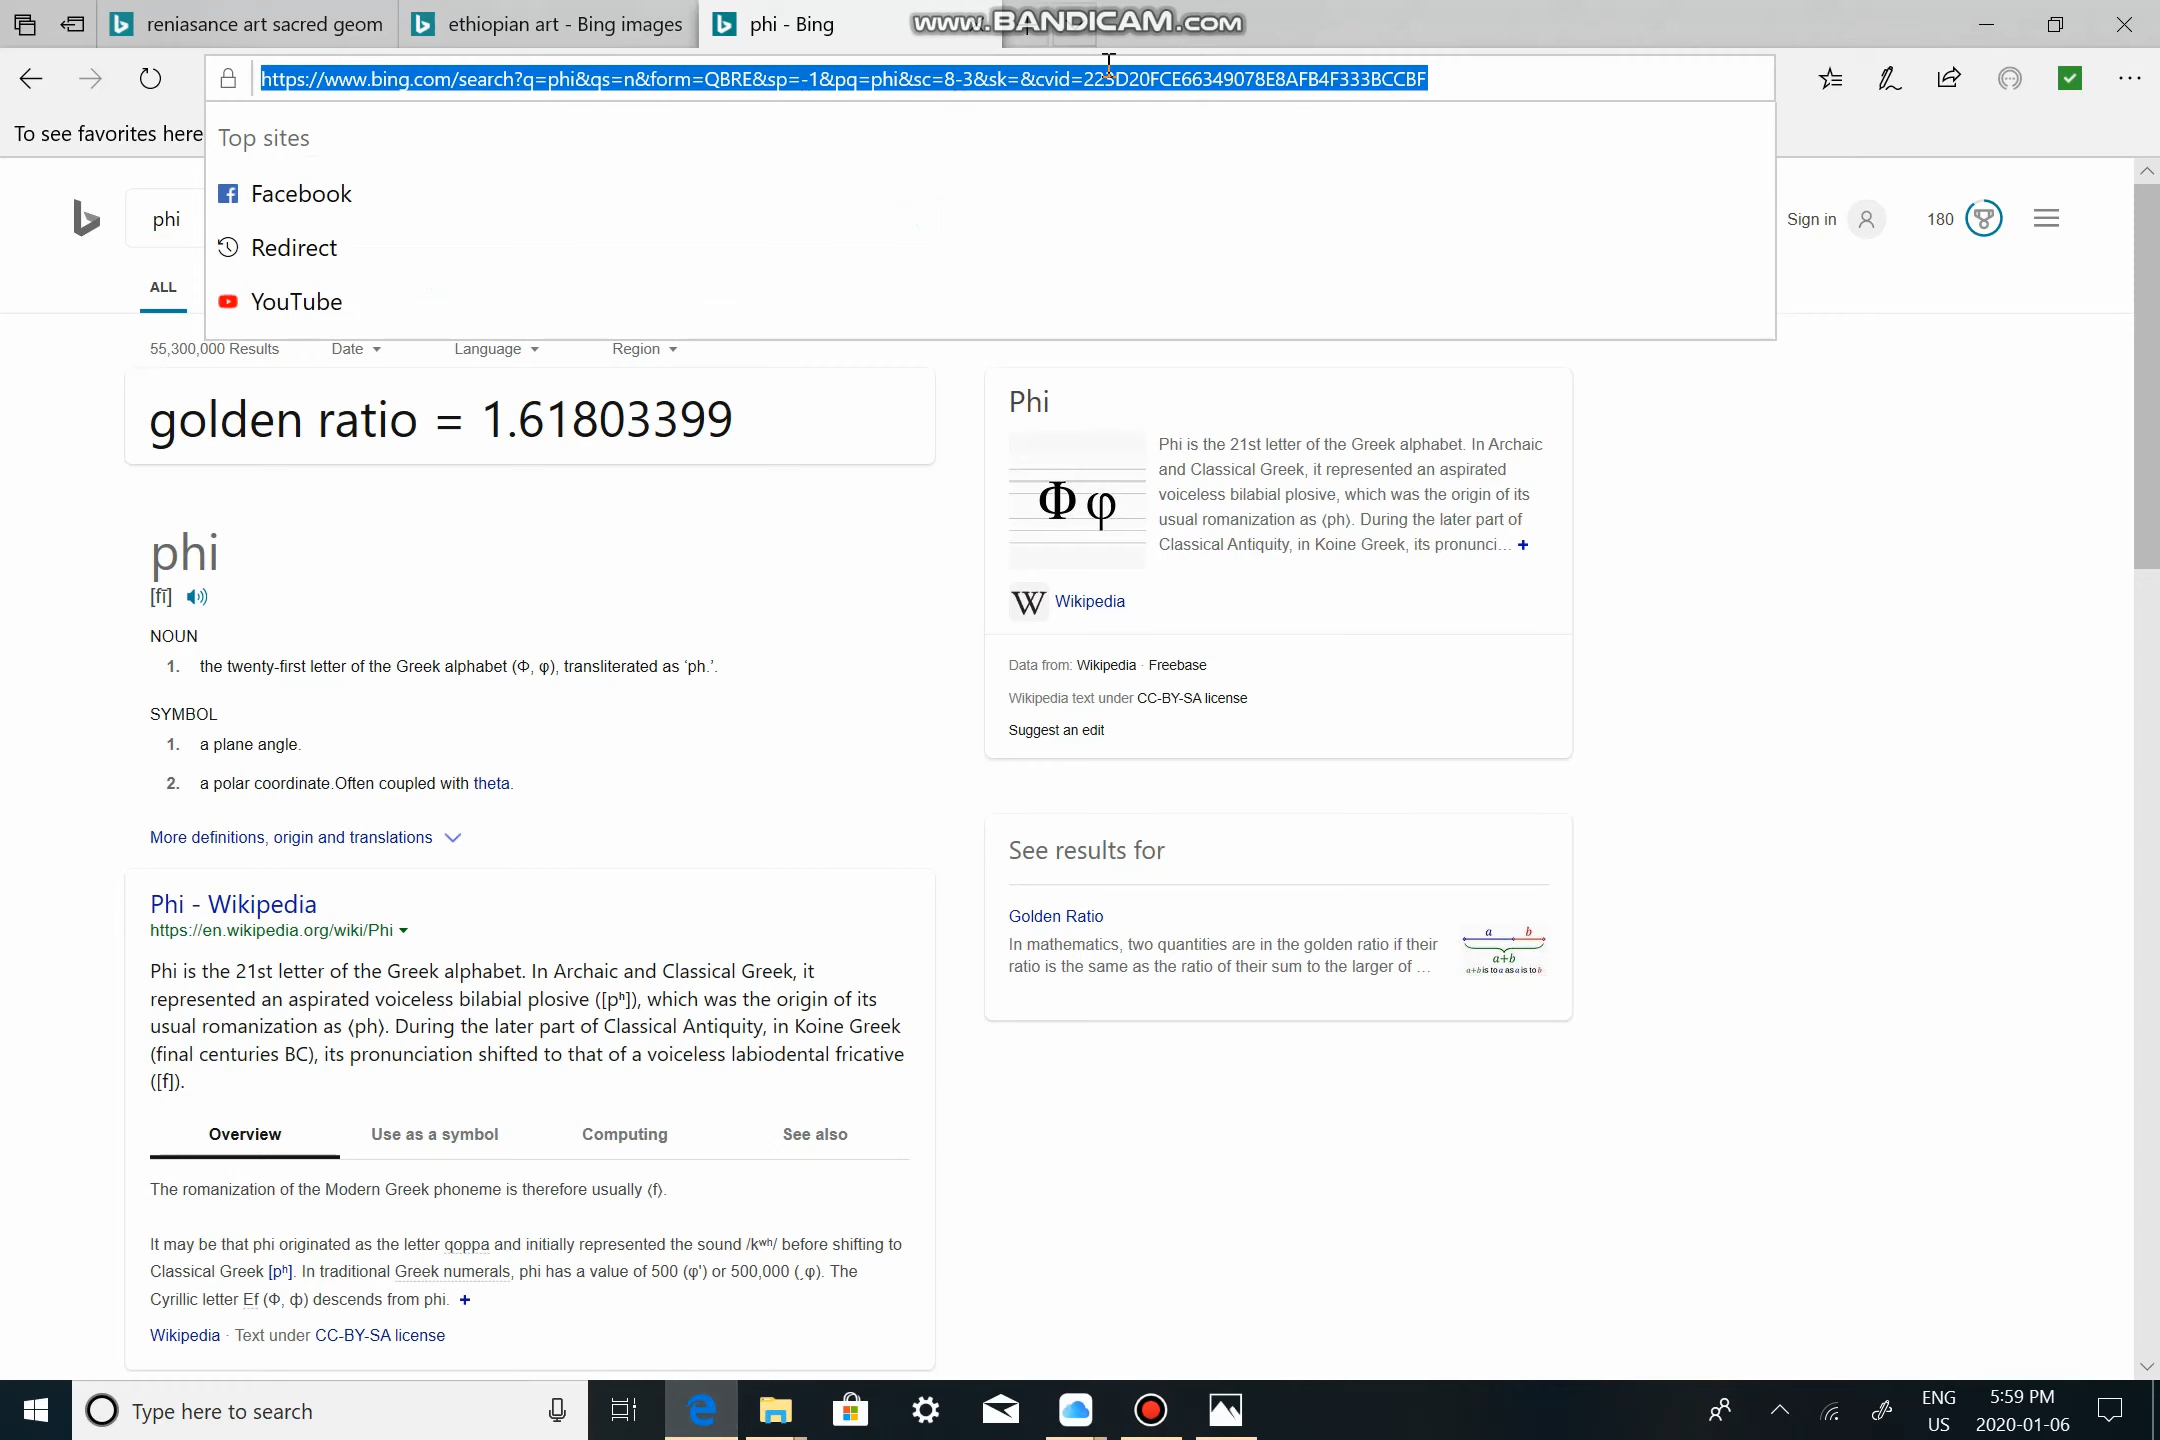 reniasance art sacred geom
ethiopian art - Bing images
phi - Bing
www.BANDICAM.com
https://www.bing.com/search?q=phi&qs=n&form=QBRE&sp=-1&pq=phi&sc=8-3&sk=&cvid=223D20FCE66349078E8AFB4F333BCCBF
To see favorites here
Top sites
Facebook
Redirect
YouTube
phi
Sign in
180
ALL
55,300,000 Results
Date
Language
Region
golden ratio = 1.61803399
phi
[fī]
NOUN
1. the twenty-first letter of the Greek alphabet (Φ, φ), transliterated as ‘ph.’.
SYMBOL
1. a plane angle.
2. a polar coordinate.Often coupled with theta.
More definitions, origin and translations
Phi - Wikipedia
https://en.wikipedia.org/wiki/Phi
Phi is the 21st letter of the Greek alphabet. In Archaic and Classical Greek, it
represented an aspirated voiceless bilabial plosive ([pʰ]), which was the origin of its
usual romanization as ⟨ph⟩. During the later part of Classical Antiquity, in Koine Greek
(final centuries BC), its pronunciation shifted to that of a voiceless labiodental fricative
([f]).
Overview
Use as a symbol
Computing
See also
The romanization of the Modern Greek phoneme is therefore usually ⟨f⟩.
It may be that phi originated as the letter qoppa and initially represented the sound /kʷʰ/ before shifting to
Classical Greek [pʰ]. In traditional Greek numerals, phi has a value of 500 (φʹ) or 500,000 (͵φ). The
Cyrillic letter Ef (Ф, ф) descends from phi. +
Wikipedia · Text under CC-BY-SA license
Phi
Φ φ
Phi is the 21st letter of the Greek alphabet. In Archaic
and Classical Greek, it represented an aspirated
voiceless bilabial plosive, which was the origin of its
usual romanization as ⟨ph⟩. During the later part of
Classical Antiquity, in Koine Greek, its pronunci... +
W Wikipedia
Data from: Wikipedia · Freebase
Wikipedia text under CC-BY-SA license
Suggest an edit
See results for
Golden Ratio
In mathematics, two quantities are in the golden ratio if their
ratio is the same as the ratio of their sum to the larger of ...
a b
a+b
a+b is to a as a is to b
Type here to search
ENG
US
5:59 PM
2020-01-06